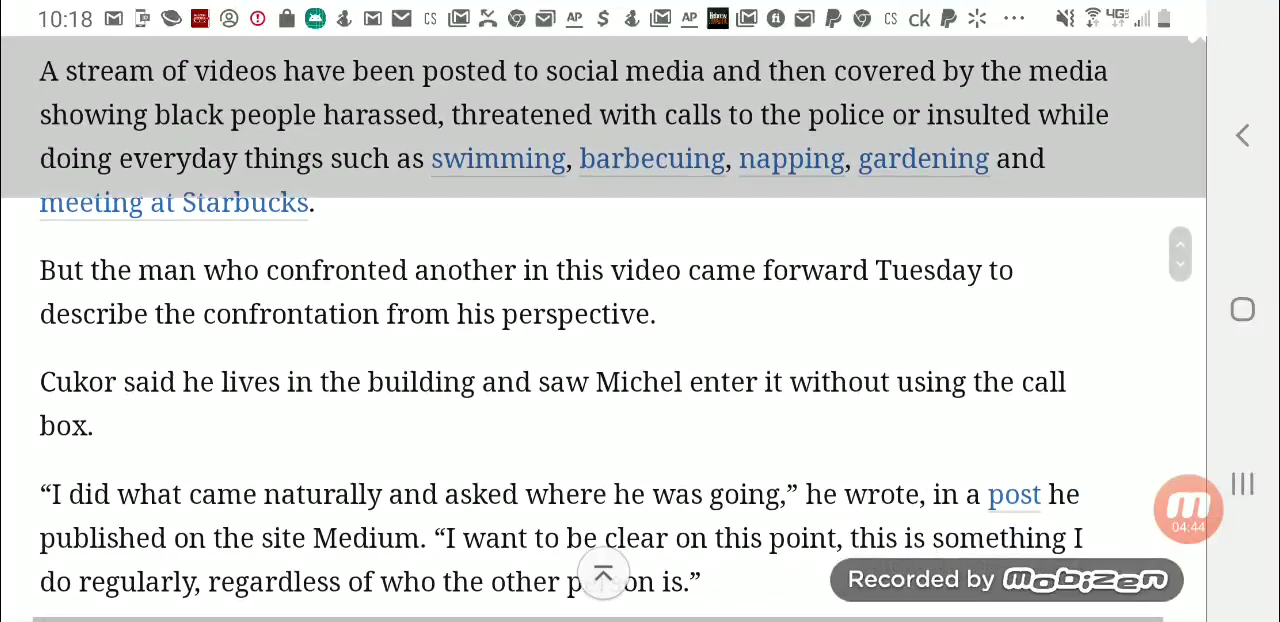 10:18 CS AP $ AP CS ck 4G
A stream of videos have been posted to social media and then covered by the media
showing black people harassed, threatened with calls to the police or insulted while
doing everyday things such as swimming, barbecuing, napping, gardening and
meeting at Starbucks.
But the man who confronted another in this video came forward Tuesday to
describe the confrontation from his perspective.
Cukor said he lives in the building and saw Michel enter it without using the call
box.
“I did what came naturally and asked where he was going,” he wrote, in a post he
published on the site Medium. “I want to be clear on this point, this is something I
do regularly, regardless of who the other p on is.”
04:44
Recorded by mobizen